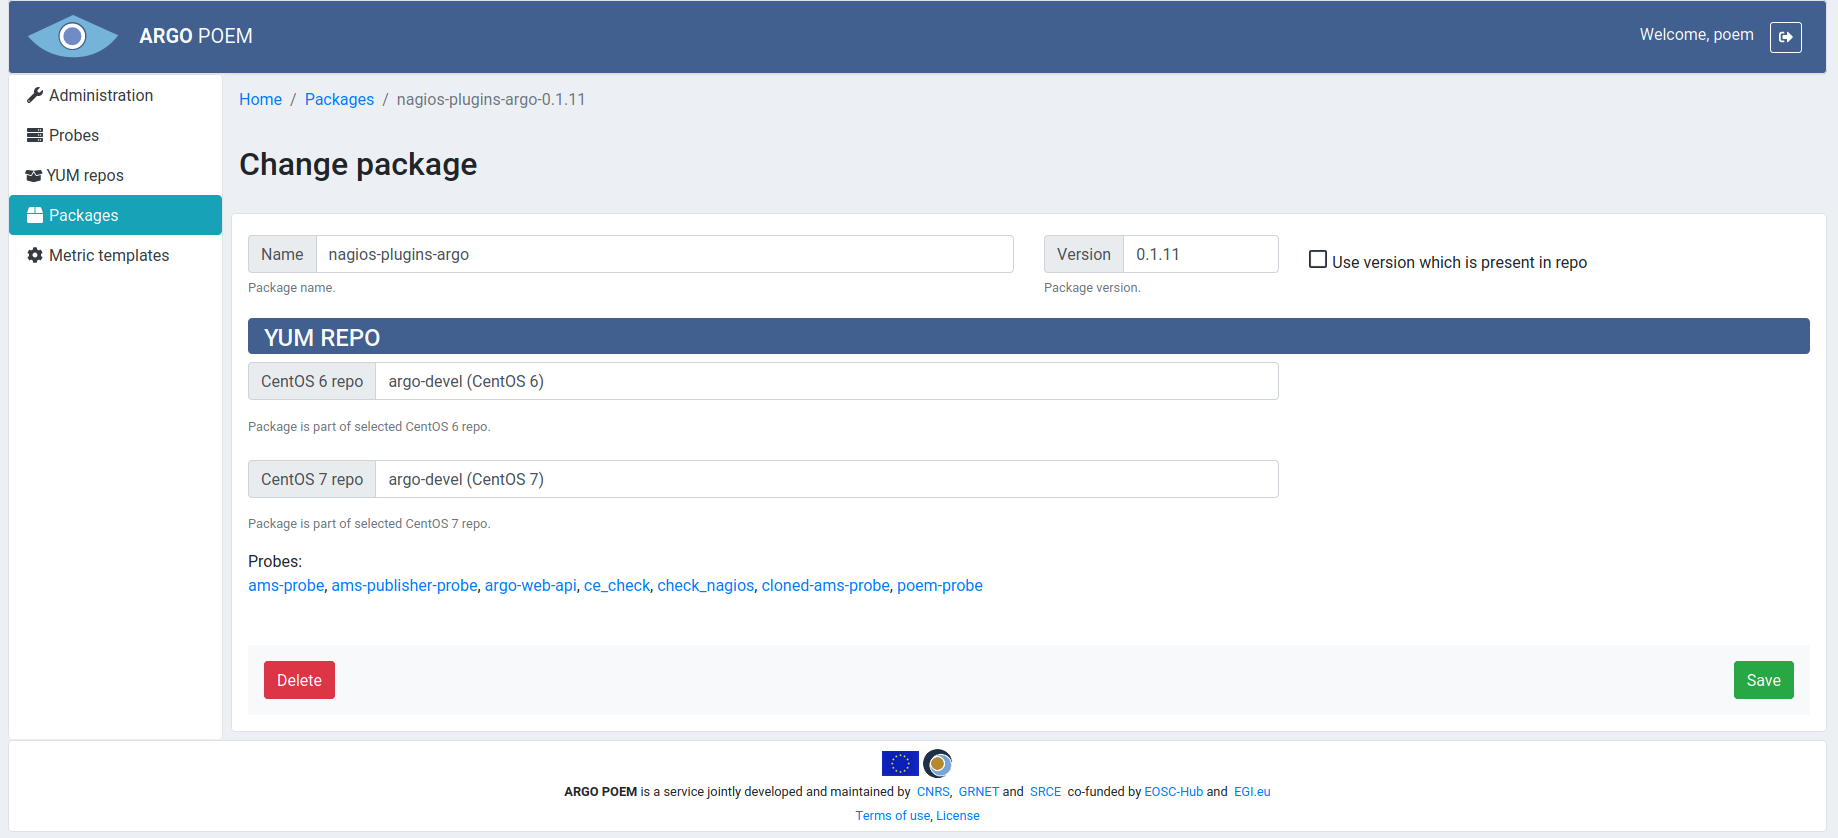 ARGO POEM
Welcome, poem
Administration
Probes
YUM repos
Packages
Metric templates
Home / Packages / nagios-plugins-argo-0.1.11
Change package
Name nagios-plugins-argo
Package name.
Version 0.1.11
Package version.
Use version which is present in repo
YUM REPO
CentOS 6 repo argo-devel (CentOS 6)
Package is part of selected CentOS 6 repo.
CentOS 7 repo argo-devel (CentOS 7)
Package is part of selected CentOS 7 repo.
Probes:
ams-probe, ams-publisher-probe, argo-web-api, ce_check, check_nagios, cloned-ams-probe, poem-probe
Delete
Save
ARGO POEM is a service jointly developed and maintained by CNRS, GRNET and SRCE co-funded by EOSC-Hub and EGI.eu
Terms of use, License